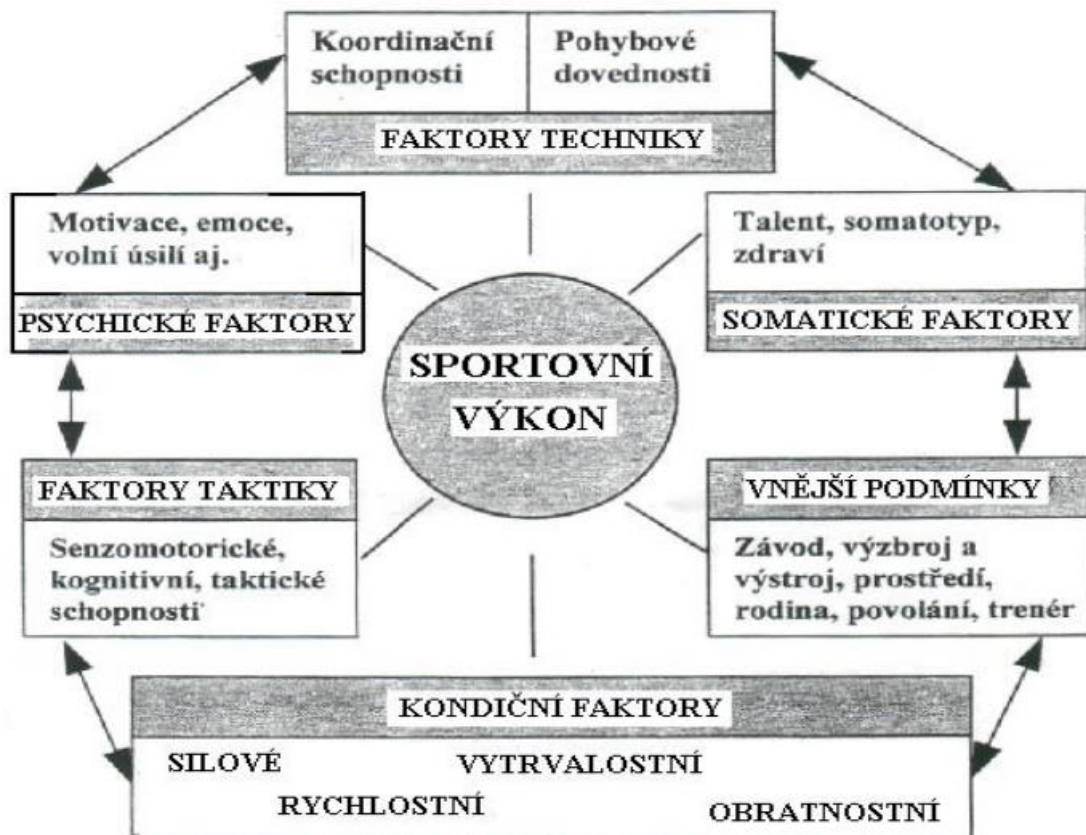 Koordinační
schopnosti
Pohybové
dovednosti
FAKTORY TECHNIKY
Motivace, emoce,
volní úsilí aj.
PSYCHICKÉ FAKTORY
Talent, somatotyp,
zdraví
SOMATICKÉ FAKTORY
SPORTOVNÍ
VÝKON
FAKTORY TAKTIKY
Senzomotorické,
kognitivní, taktické
schopnosti
VNĚJŠÍ PODMÍNKY
Závod, výzbroj a
výstroj, prostředí,
rodina, povolání, trenér
KONDIČNÍ FAKTORY
SILOVÉ
VYTRVALOSTNÍ
RYCHLOSTNÍ
OBRATNOSTNÍ